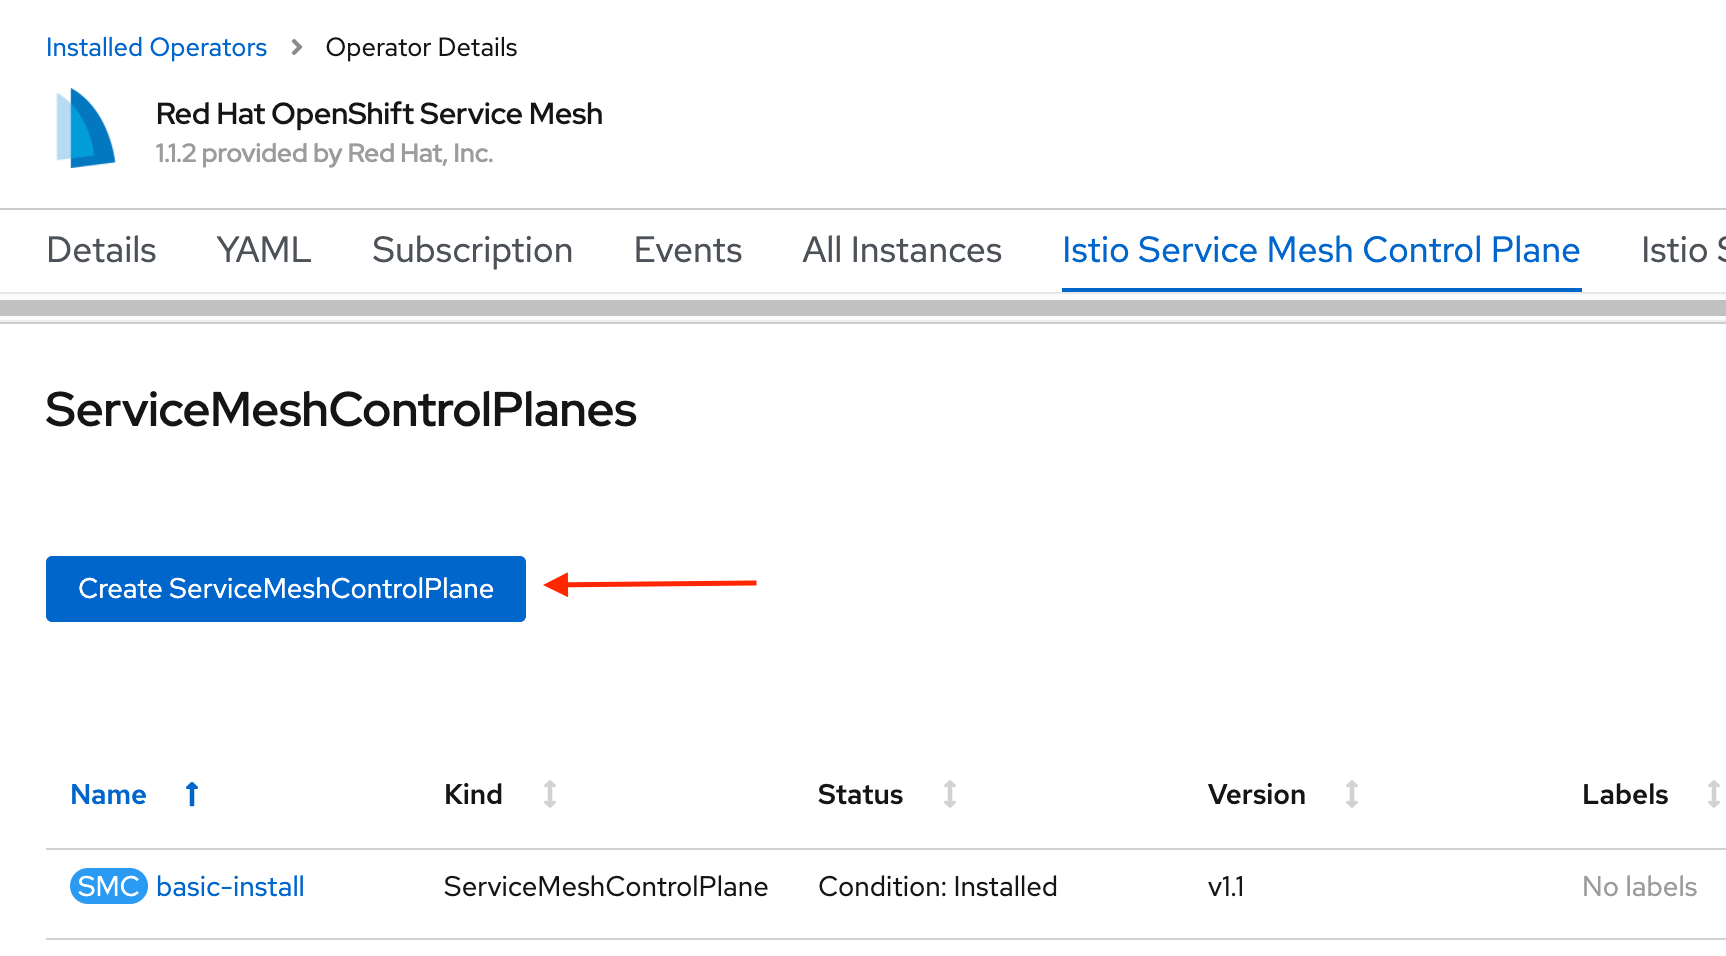 Installed Operators > Operator Details
Red Hat OpenShift Service Mesh
1.1.2 provided by Red Hat, Inc.
Details YAML Subscription Events All Instances Istio Service Mesh Control Plane Istio
ServiceMeshControlPlanes
Create ServiceMeshControlPlane
Name Kind Status Version Labels
SMC basic-install ServiceMeshControlPlane Condition: Installed v1.1 No labels